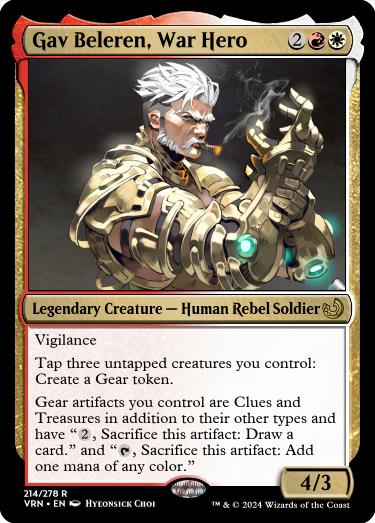 Gav Beleren, War Hero 2
Legendary Creature — Human Rebel Soldier
Vigilance
Tap three untapped creatures you control:
Create a Gear token.
Gear artifacts you control are Clues and
Treasures in addition to their other types and
have “2, Sacrifice this artifact: Draw a
card.” and “, Sacrifice this artifact: Add
one mana of any color.”
4/3
214/278 R
VRN • EN Hyeonsick Choi
™ & © 2024 Wizards of the Coast